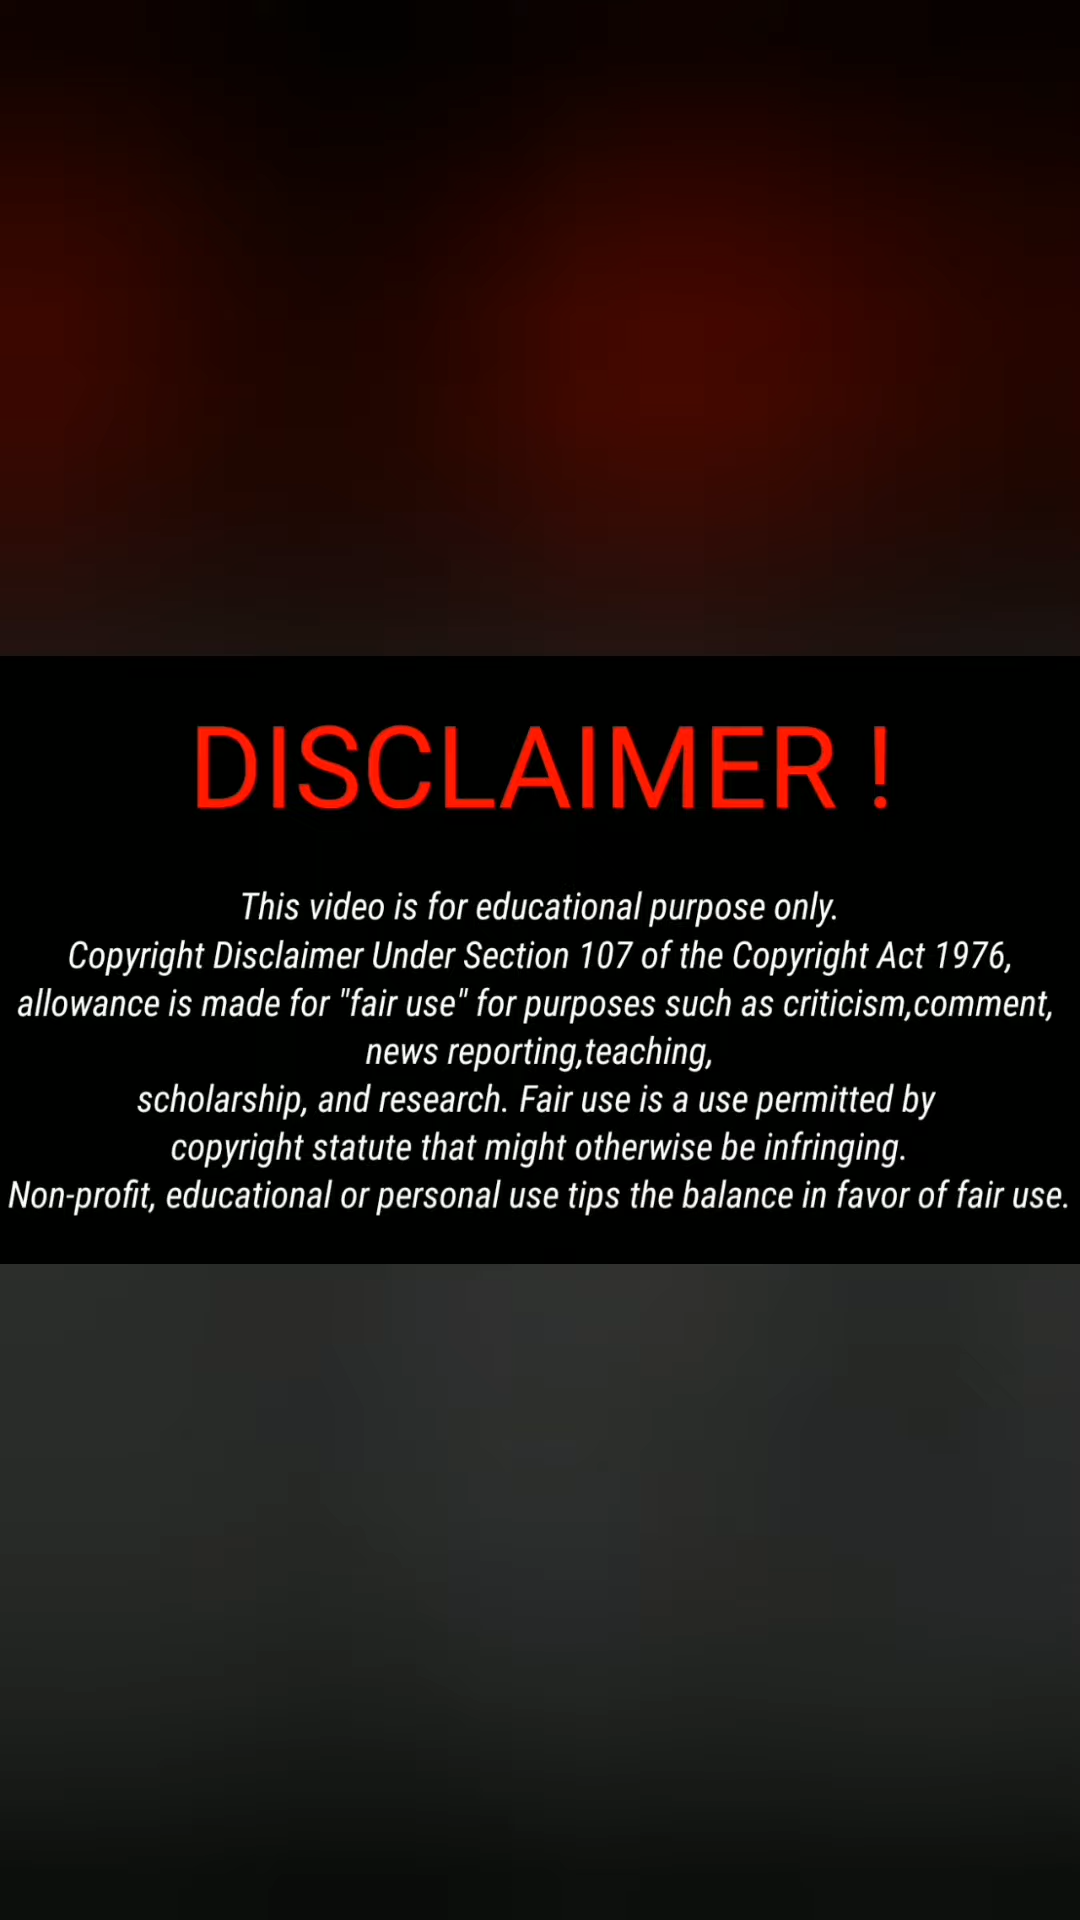 DISCLAIMER !
This video is for educational purpose only.
Copyright Disclaimer Under Section 107 of the Copyright Act 1976,
allowance is made for "fair use" for purposes such as criticism,comment,
news reporting,teaching,
scholarship, and research. Fair use is a use permitted by
copyright statute that might otherwise be infringing.
Non-profit, educational or personal use tips the balance in favor of fair use.